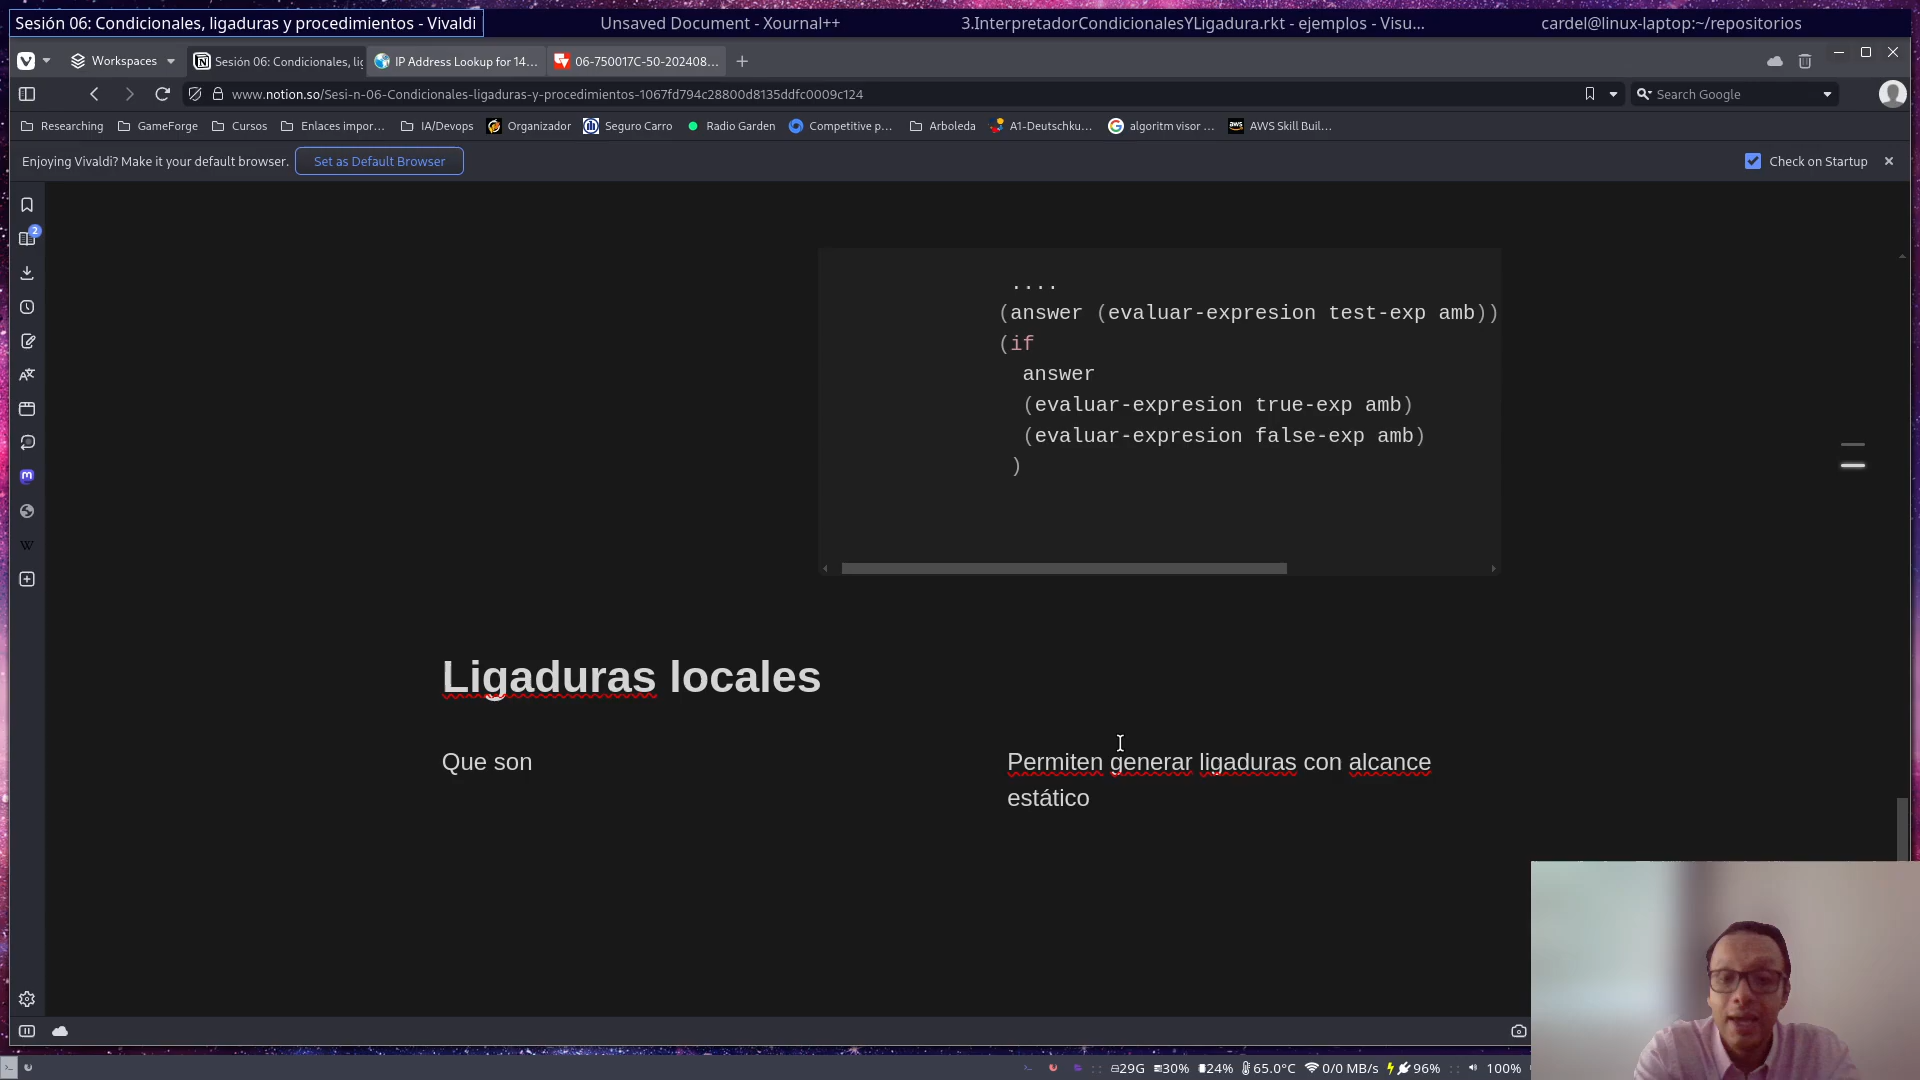 Sesión 06: Condicionales, ligaduras y procedimientos - Vivaldi
Unsaved Document - Xournal++
3.InterpretadorCondicionalesYLigadura.rkt - ejemplos - Visu...
cardel@linux-laptop:~/repositorios
Workspaces
Sesión 06: Condicionales, lig
IP Address Lookup for 14...
06-750017C-50-202408...
www.notion.so/Sesi-n-06-Condicionales-ligaduras-y-procedimientos-1067fd794c28800d8135ddfc0009c124
Search Google
Researching
GameForge
Cursos
Enlaces impor...
IA/Devops
Organizador
Seguro Carro
Radio Garden
Competitive p...
Arboleda
A1-Deutschku...
algoritm visor ...
AWS Skill Buil...
Enjoying Vivaldi? Make it your default browser.
Set as Default Browser
Check on Startup
2
....
(answer (evaluar-expresion test-exp amb))
(if
answer
(evaluar-expresion true-exp amb)
(evaluar-expresion false-exp amb)
)
Ligaduras locales
Que son
Permiten generar ligaduras con alcance
estático
29G
30%
24%
65.0°C
0/0 MB/s
96%
100%